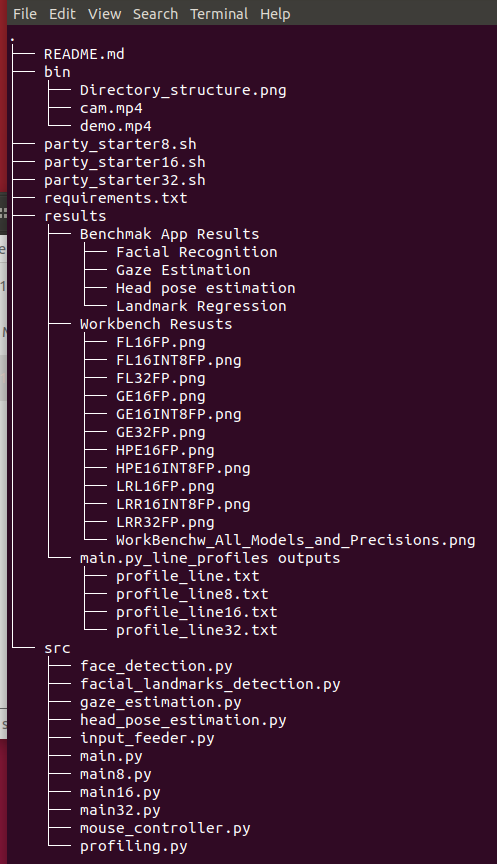 File Edit View Search Terminal Help
.
├── README.md
├── bin
│   ├── Directory_structure.png
│   ├── cam.mp4
│   └── demo.mp4
├── party_starter8.sh
├── party_starter16.sh
├── party_starter32.sh
├── requirements.txt
├── results
│   ├── Benchmak App Results
│   │   ├── Facial Recognition
│   │   ├── Gaze Estimation
│   │   ├── Head pose estimation
│   │   └── Landmark Regression
│   ├── Workbench Resusts
│   │   ├── FL16FP.png
│   │   ├── FL16INT8FP.png
│   │   ├── FL32FP.png
│   │   ├── GE16FP.png
│   │   ├── GE16INT8FP.png
│   │   ├── GE32FP.png
│   │   ├── HPE16FP.png
│   │   ├── HPE16INT8FP.png
│   │   ├── LRL16FP.png
│   │   ├── LRR16INT8FP.png
│   │   ├── LRR32FP.png
│   │   └── WorkBenchw_All_Models_and_Precisions.png
│   └── main.py_line_profiles outputs
│       ├── profile_line.txt
│       ├── profile_line8.txt
│       ├── profile_line16.txt
│       └── profile_line32.txt
└── src
    ├── face_detection.py
    ├── facial_landmarks_detection.py
    ├── gaze_estimation.py
    ├── head_pose_estimation.py
    ├── input_feeder.py
    ├── main.py
    ├── main8.py
    ├── main16.py
    ├── main32.py
    ├── mouse_controller.py
    └── profiling.py